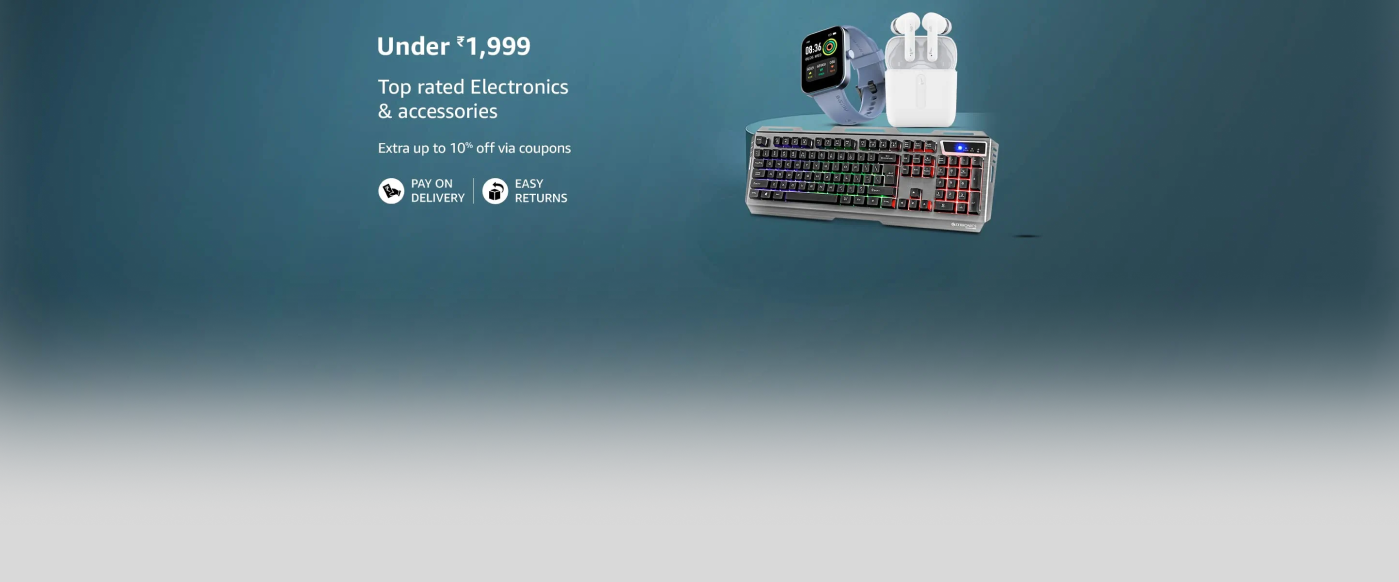 Under ₹1,999
Top rated Electronics
& accessories
Extra up to 10% off via coupons
PAY ON
DELIVERY
EASY
RETURNS
08:36